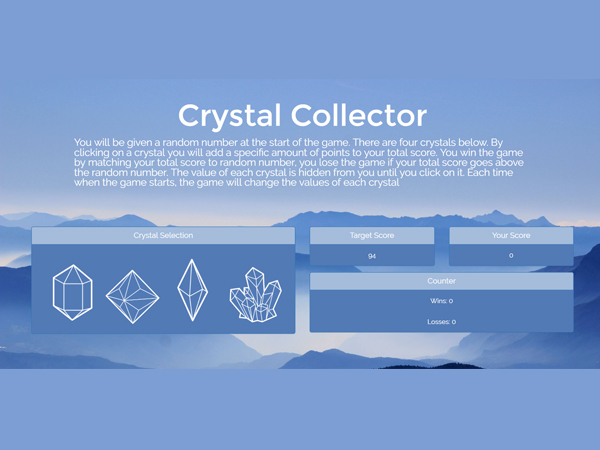 Crystal Collector
You will be given a random number at the start of the game. There are four crystals below. By
clicking on a crystal you will add a specific amount of points to your total score. You win the game
by matching your total score to random number, you lose the game if your total score goes above
the random number. The value of each crystal is hidden from you until you click on it. Each time
when the game starts, the game will change the values of each crystal
Crystal Selection
Target Score
94
Your Score
0
Counter
Wins: 0
Losses: 0